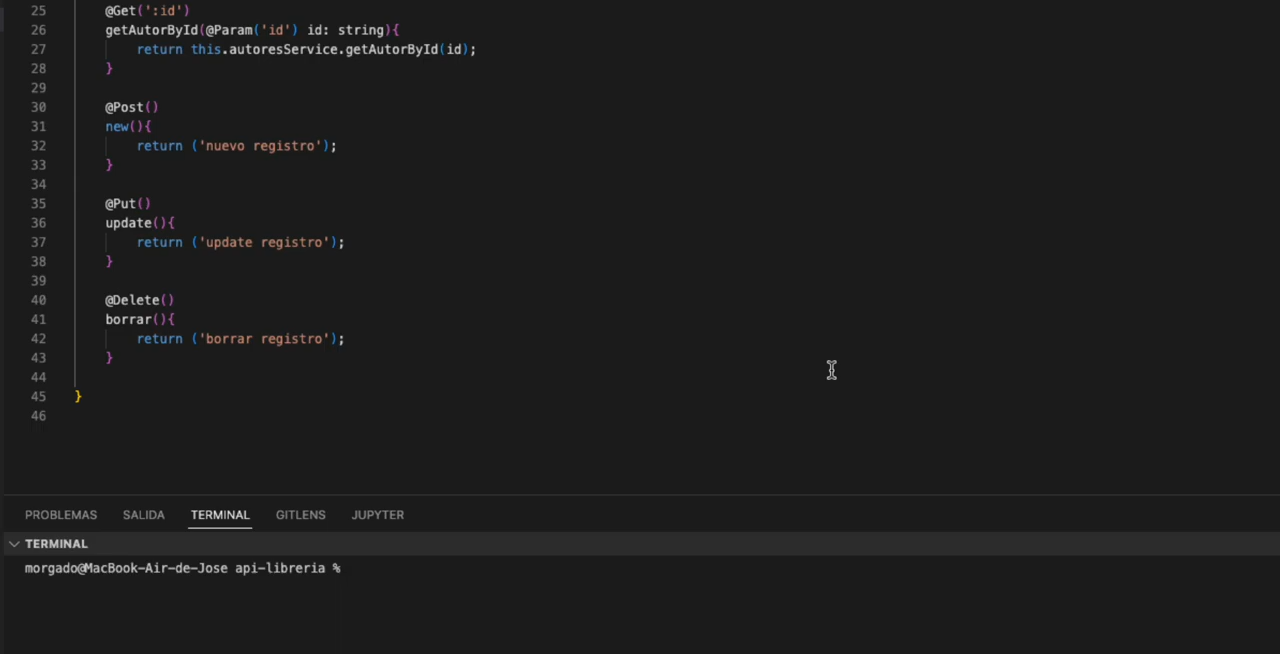 25 @Get(':id')
26 getAutorById(@Param('id') id: string){
27 return this.autoresService.getAutorById(id);
28 }
29
30 @Post()
31 new(){
32 return ('nuevo registro');
33 }
34
35 @Put()
36 update(){
37 return ('update registro');
38 }
39
40 @Delete()
41 borrar(){
42 return ('borrar registro');
43 }
44
45 }
46
PROBLEMAS SALIDA TERMINAL GITLENS JUPYTER
TERMINAL
morgado@MacBook-Air-de-Jose api-libreria %